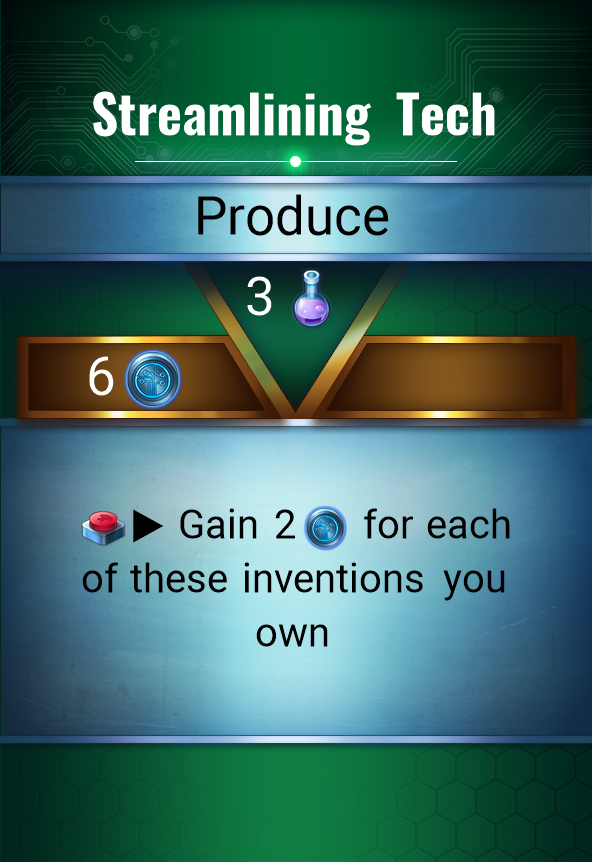 Streamlining Tech
Produce
3
6
▶ Gain 2 for each
of these inventions you
own